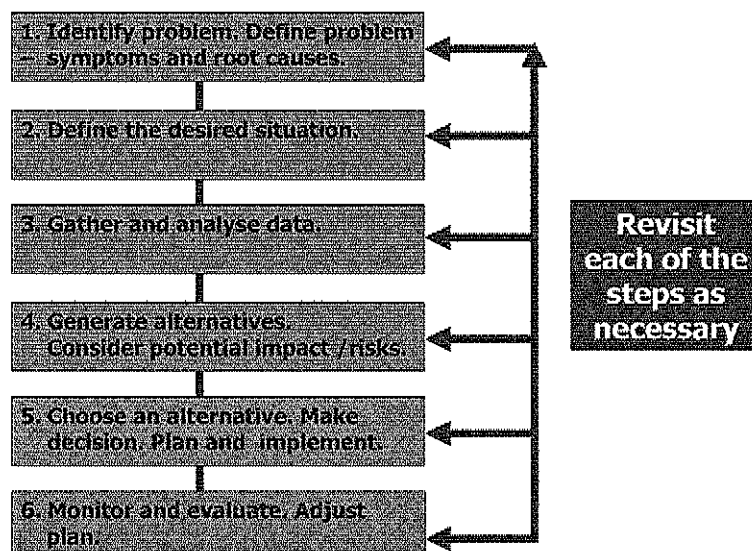 1. Identify problem. Define problem
– symptoms and root causes.
2. Define the desired situation.
3. Gather and analyse data.
4. Generate alternatives.
Consider potential impact /risks.
5. Choose an alternative. Make
decision. Plan and implement.
6. Monitor and evaluate. Adjust
plan.
Revisit
each of the
steps as
necessary